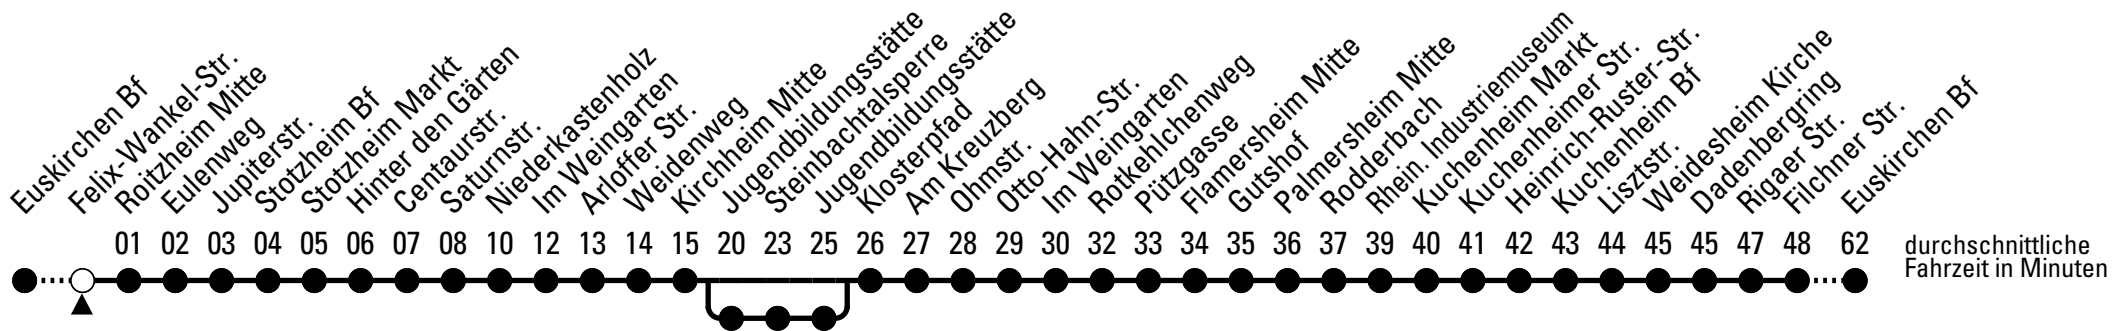 Euskirchen Bf
Felix-Wankel-Str.
Roitzheim Mitte
Eulenweg
Jupiterstr.
Stotzheim Bf
Stotzheim Markt
Hinter den Gärten
Centaurstr.
Saturnstr.
Niederkastenholz
Im Weingarten
Arloffer Str.
Weidenweg
Kirchheim Mitte
Jugendbildungsstätte
Steinbachtalsperre
Jugendbildungsstätte
Klosterpfad
Am Kreuzberg
Ohmstr.
Otto-Hahn-Str.
Im Weingarten
Rotkehlchenweg
Pützgasse
Flamersheim Mitte
Gutshof
Palmersheim Mitte
Rodderbach
Rhein. Industriemuseum
Kuchenheim Markt
Kuchenheimer Str.
Heinrich-Ruster-Str.
Kuchenheim Bf
Lisztstr.
Weidesheim Kirche
Dadenbergring
Rigaer Str.
Filchner Str.
Euskirchen Bf
01 02 03 04 05 06 07 08 10 12 13 14 15 20 23 25 26 27 28 29 30 32 33 34 35 36 37 39 40 41 42 43 44 45 45 47 48 62
durchschnittliche
Fahrzeit in Minuten